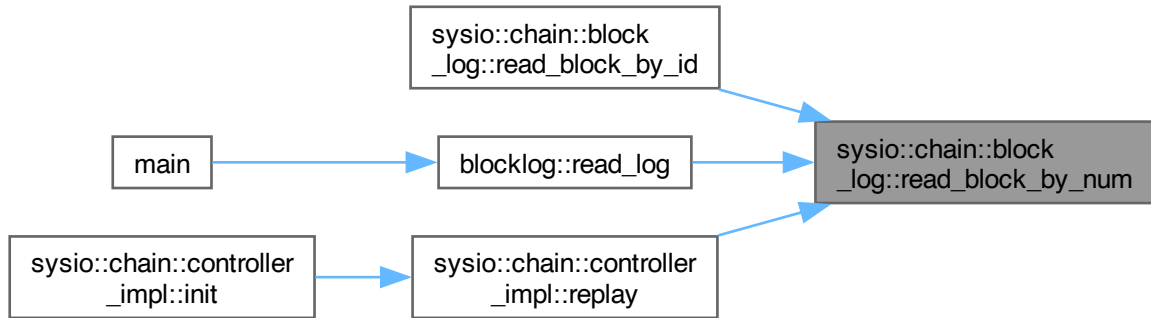 sysio::chain::block
_log::read_block_by_id
main
blocklog::read_log
sysio::chain::block
_log::read_block_by_num
sysio::chain::controller
_impl::init
sysio::chain::controller
_impl::replay